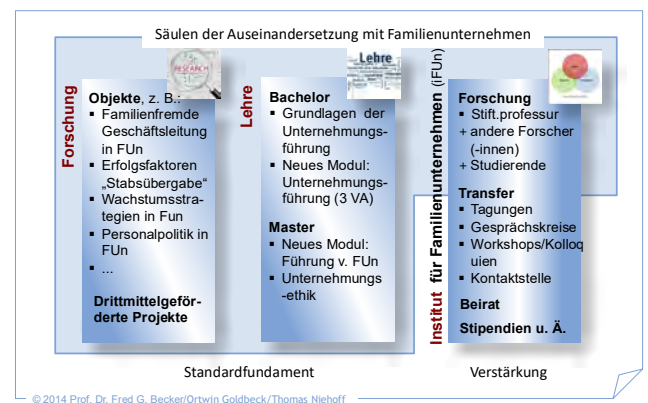 Säulen der Auseinandersetzung mit Familienunternehmen
Forschung
RESEARCH
Objekte, z. B.:
▪ Familienfremde
Geschäftsleitung
in FUn
▪ Erfolgsfaktoren
„Stabsübergabe“
▪ Wachstumsstra-
tegien in Fun
▪ Personalpolitik in
FUn
▪ ...
Drittmittelgeför-
derte Projekte
Lehre
Lehre
Bachelor
▪ Grundlagen der
Unternehmungs-
führung
▪ Neues Modul:
Unternehmungs-
führung (3 VA)
Master
▪ Neues Modul:
Führung v. FUn
▪ Unternehmungs
-ethik
Institut für Familienunternehmen (iFUn)
Forschung
▪ Stift.professur
+ andere Forscher
(-innen)
+ Studierende
Transfer
▪ Tagungen
▪ Gesprächskreise
▪ Workshops/Kolloq
uien
▪ Kontaktstelle
Beirat
Stipendien u. Ä.
Standardfundament
Verstärkung
© 2014 Prof. Dr. Fred G. Becker/Ortwin Goldbeck/Thomas Niehoff